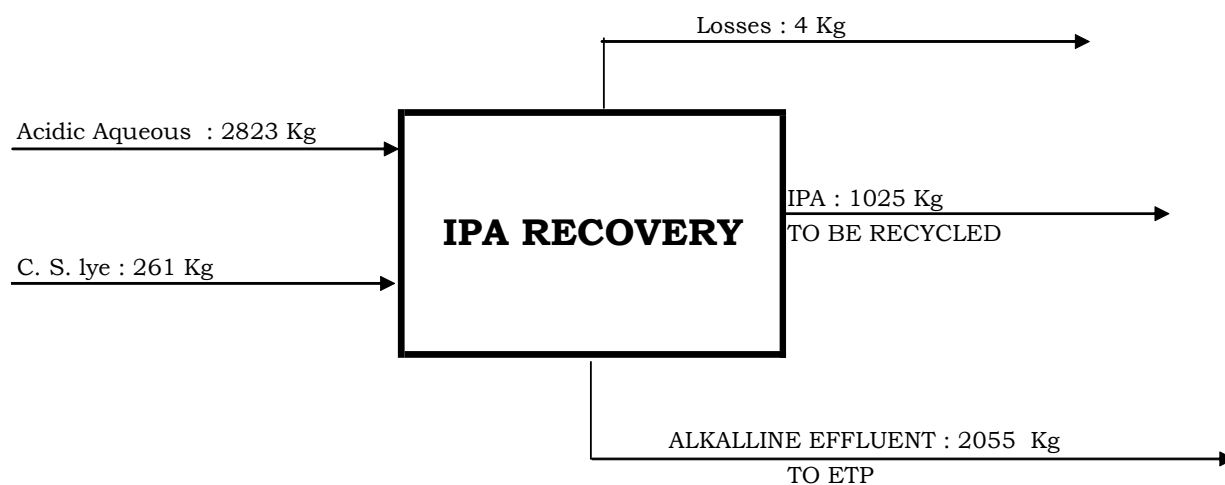 Losses : 4 Kg
Acidic Aqueous : 2823 Kg
IPA : 1025 Kg
IPA RECOVERY
TO BE RECYCLED
C. S. lye : 261 Kg
ALKALLINE EFFLUENT : 2055 Kg
TO ETP